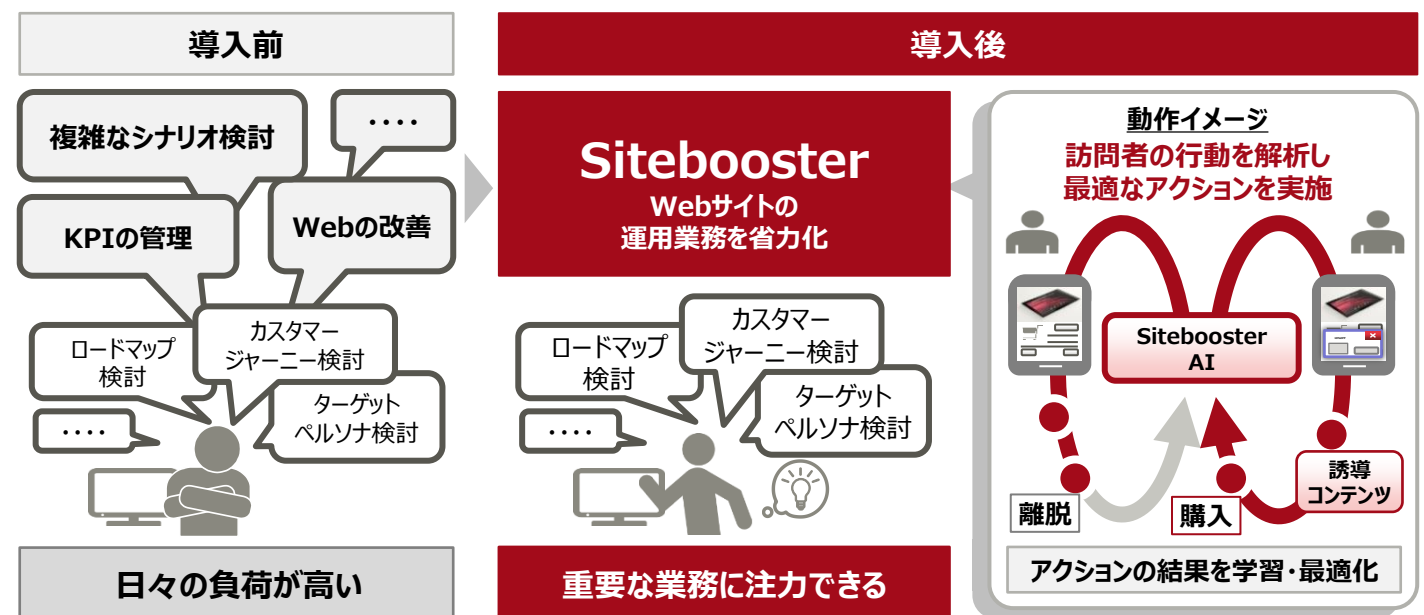 導入前
複雑なシナリオ検討
････
KPIの管理
Webの改善
ロードマップ
検討
カスタマー
ジャーニー検討
ターゲット
ペルソナ検討
････
日々の負荷が高い
導入後
Sitebooster
Webサイトの
運用業務を省力化
ロードマップ
検討
カスタマー
ジャーニー検討
ターゲット
ペルソナ検討
････
重要な業務に注力できる
動作イメージ
訪問者の行動を解析し
最適なアクションを実施
Sitebooster
AI
離脱
購入
誘導
コンテンツ
アクションの結果を学習・最適化